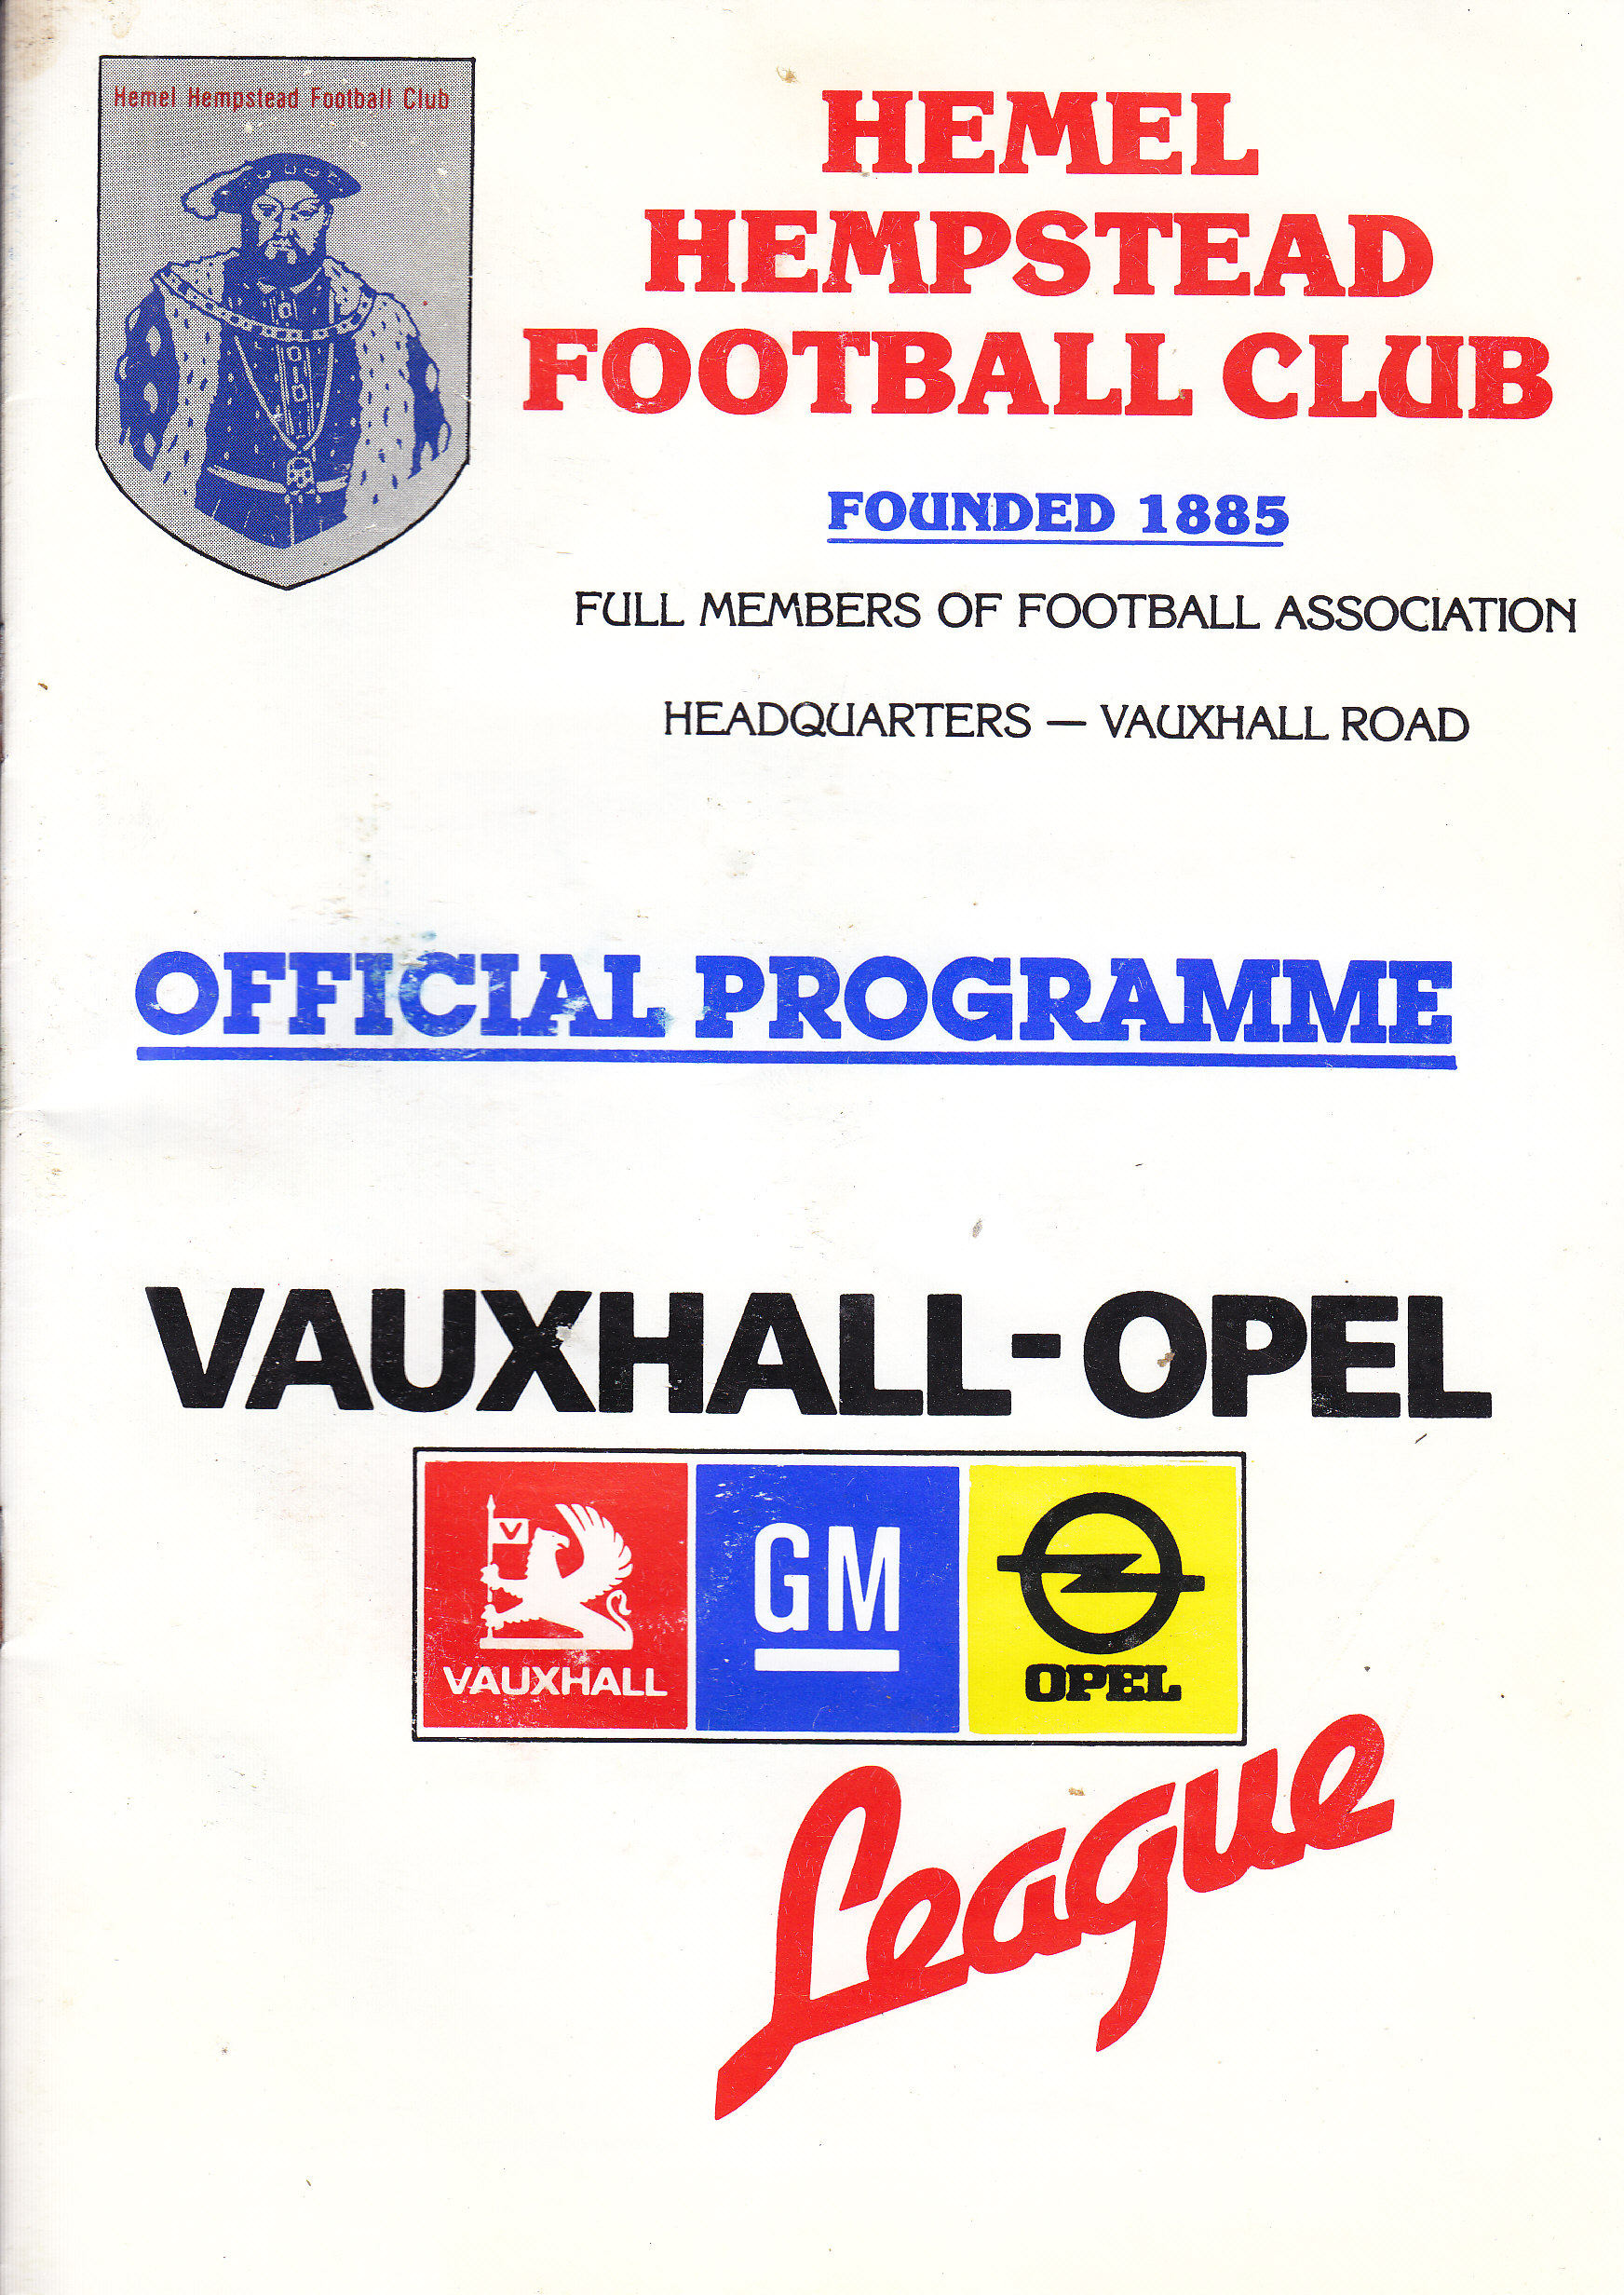 Hemel Hempstead Football Club
HEMEL
HEMPSTEAD
FOOTBALL CLUB
FOUNDED 1885
FULL MEMBERS OF FOOTBALL ASSOCIATION
HEADQUARTERS — VAUXHALL ROAD
OFFICIAL PROGRAMME
VAUXHALL-OPEL
V
VAUXHALL
GM
OPEL
League